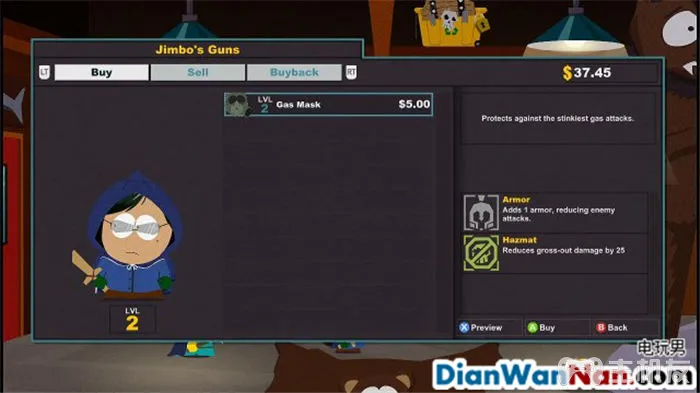 Jimbo's Guns
LT Buy Sell Buyback RT
$37.45
LVL 2 Gas Mask $5.00
Protects against the stinkiest gas attacks.
Armor
Adds 1 armor, reducing enemy
attacks.
Hazmat
Reduces gross-out damage by 25
LVL
2
X Preview A Buy B Back
电玩男
DianWanNan.com